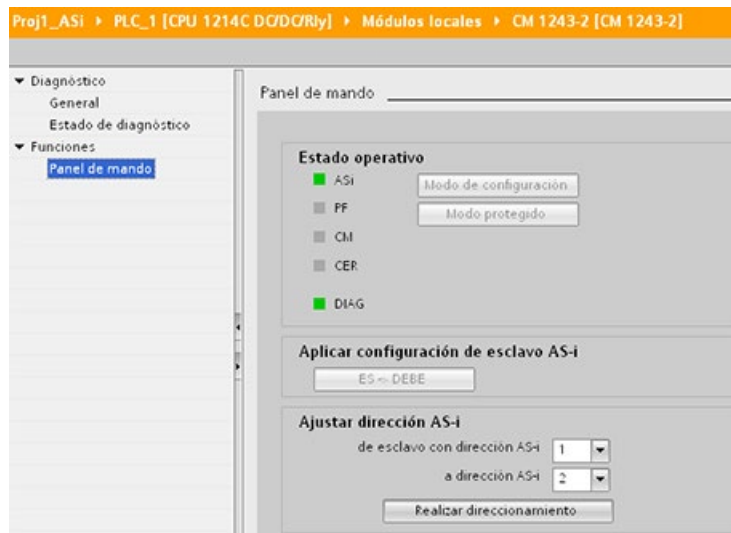 Proj1_ASi ▸ PLC_1 [CPU 1214C DC/DC/Rly] ▸ Módulos locales ▸ CM 1243-2 [CM 1243-2]
Diagnóstico
General
Estado de diagnóstico
Funciones
Panel de mando
Panel de mando
Estado operativo
ASi Modo de configuración
PF Modo protegido
CM
CER
DIAG
Aplicar configuración de esclavo AS-i
ES -> DEBE
Ajustar dirección AS-i
de esclavo con dirección AS-i 1
a dirección AS-i 2
Realizar direccionamiento